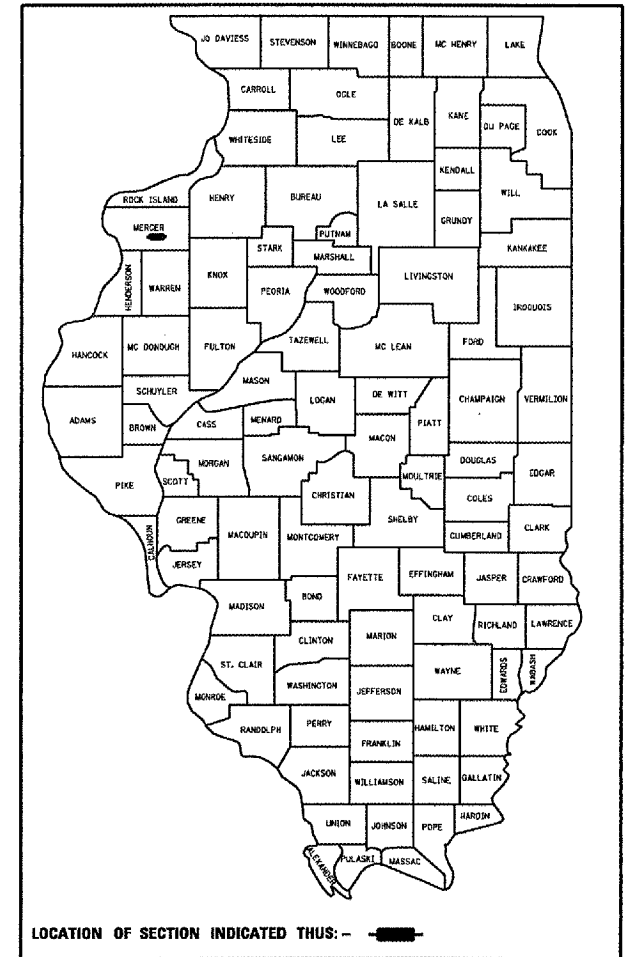 JO DAVIESS STEVENSON WINNEBAGO BOONE MC HENRY LAKE
CARROLL OGLE DE KALB KANE DU PAGE COOK
WHITESIDE LEE
KENDALL
ROCK ISLAND HENRY BUREAU LA SALLE GRUNDY WILL
MERCER STARK PUTNAM KANKAKEE
MARSHALL
HENDERSON WARREN KNOX PEORIA WOODFORD LIVINGSTON IROQUOIS
HANCOCK MC DONOUGH FULTON TAZEWELL MC LEAN FORD
MASON
SCHUYLER LOGAN DE WITT CHAMPAIGN VERMILION
ADAMS BROWN CASS MENARD MACON PIATT
MORGAN SANGAMON DOUGLAS EDGAR
PIKE SCOTT CHRISTIAN MOULTRIE COLES
GREENE MACOUPIN MONTGOMERY SHELBY CUMBERLAND CLARK
CALHOUN JERSEY
FAYETTE EFFINGHAM JASPER CRAWFORD
MADISON BOND
CLAY RICHLAND LAWRENCE
CLINTON MARION
ST. CLAIR WAYNE EDWARDS WABASH
WASHINGTON JEFFERSON
MONROE
RANDOLPH PERRY HAMILTON WHITE
FRANKLIN
JACKSON WILLIAMSON SALINE GALLATIN
UNION JOHNSON POPE HARDIN
ALEXANDER PULASKI MASSAC
LOCATION OF SECTION INDICATED THUS:-